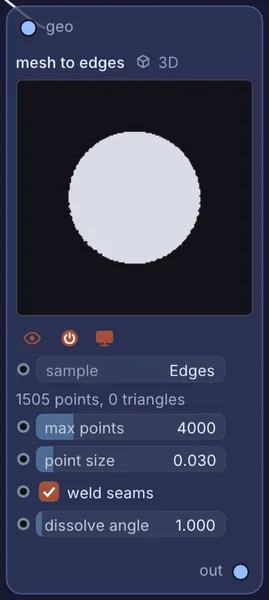 geo
mesh to edges 3D
sample Edges
1505 points, 0 triangles
max points 4000
point size 0.030
weld seams
dissolve angle 1.000
out